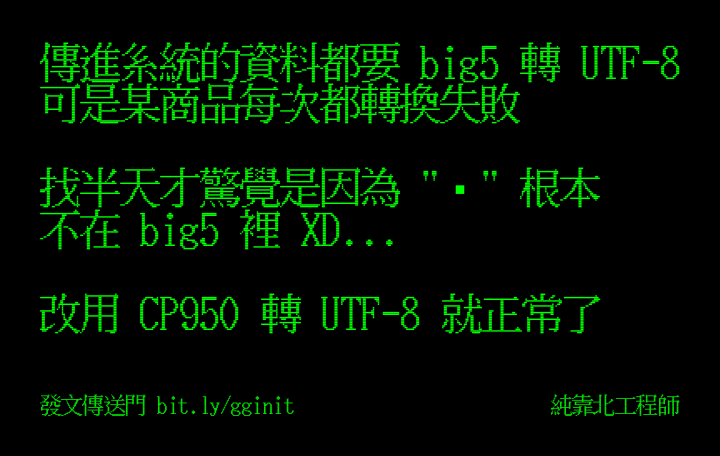 傳進系統的資料都要 big5 轉 UTF-8
可是某商品每次都轉換失敗
找半天才驚覺是因為 "▪" 根本
不在 big5 裡 XD...
改用 CP950 轉 UTF-8 就正常了
發文傳送門 bit.ly/gginit
純靠北工程師